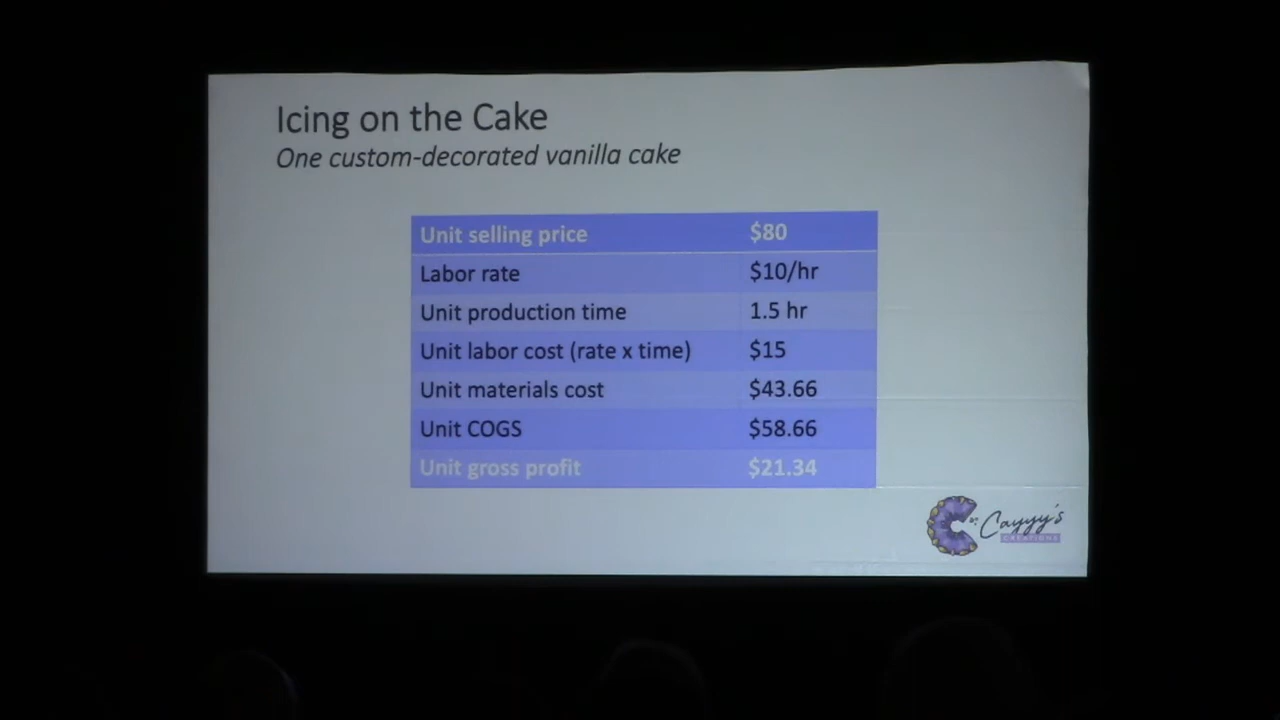 Icing on the Cake
One custom-decorated vanilla cake
Unit selling price $80
Labor rate $10/hr
Unit production time 1.5 hr
Unit labor cost (rate x time) $15
Unit materials cost $43.66
Unit COGS $58.66
Unit gross profit $21.34
Cayyy's
CREATIONS